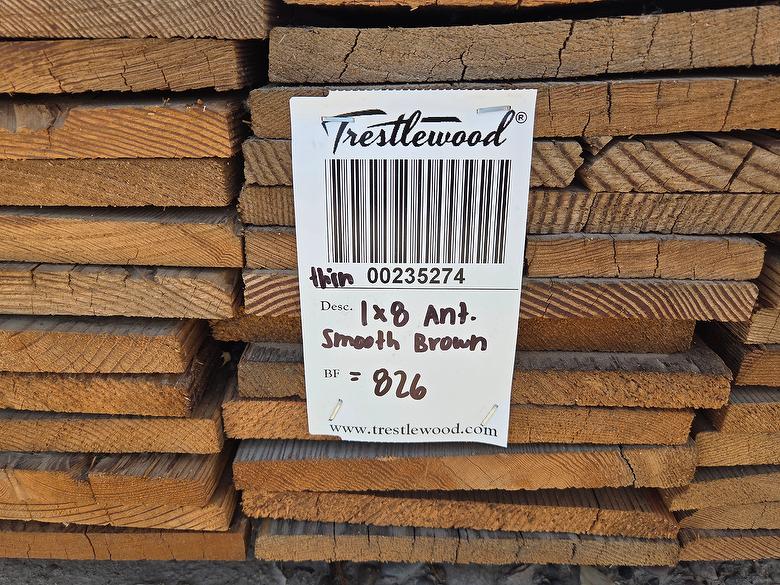 Trestlewood®
thin 00235274
Desc. 1x8 Ant.
Smooth Brown
BF = 826
www.trestlewood.com